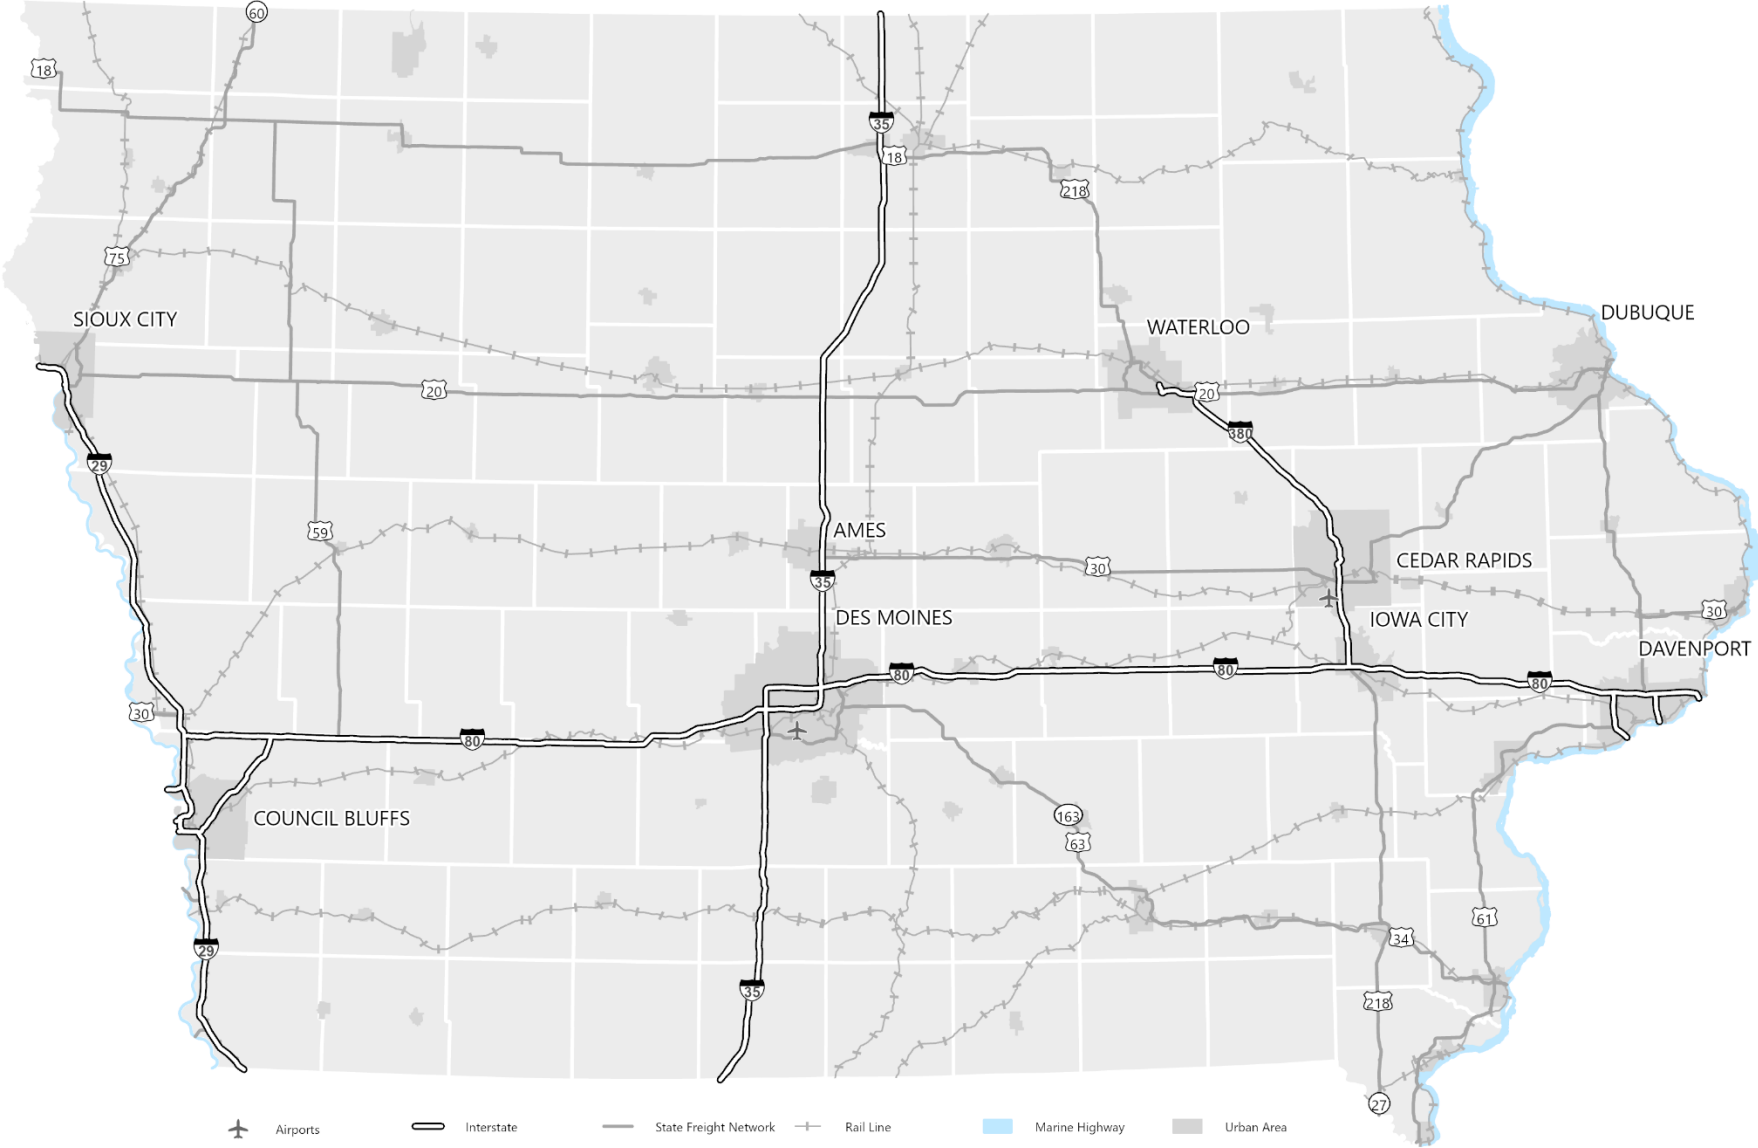 60
18
35
18
218
75
SIOUX CITY
DUBUQUE
WATERLOO
20
20
380
29
59
AMES
30
35
CEDAR RAPIDS
DES MOINES
IOWA CITY
30
DAVENPORT
80
80
80
30
80
COUNCIL BLUFFS
163
63
61
34
29
35
218
27
Airports
Interstate
State Freight Network
Rail Line
Marine Highway
Urban Area